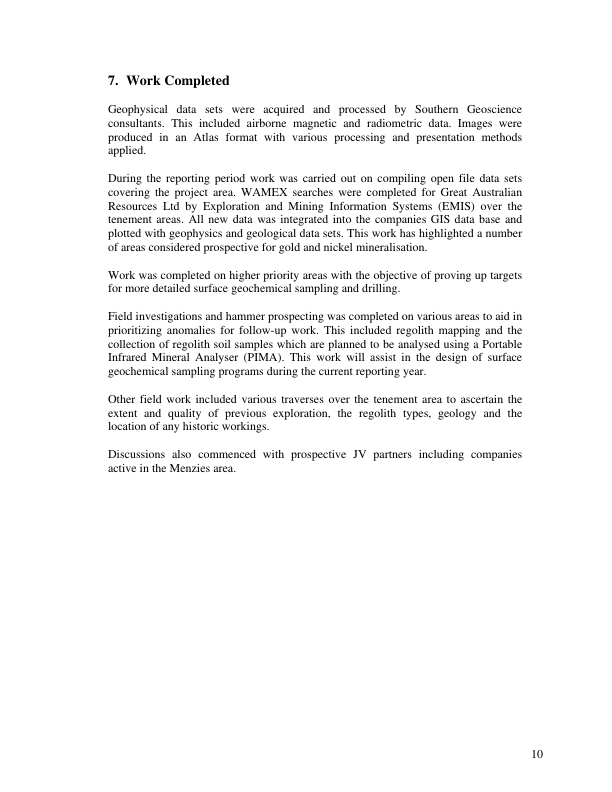 7. Work Completed
Geophysical data sets were acquired and processed by Southern Geoscience
consultants. This included airborne magnetic and radiometric data. Images were
produced in an Atlas format with various processing and presentation methods
applied.
During the reporting period work was carried out on compiling open file data sets
covering the project area. WAMEX searches were completed for Great Australian
Resources Ltd by Exploration and Mining Information Systems (EMIS) over the
tenement areas. All new data was integrated into the companies GIS data base and
plotted with geophysics and geological data sets. This work has highlighted a number
of areas considered prospective for gold and nickel mineralisation.
Work was completed on higher priority areas with the objective of proving up targets
for more detailed surface geochemical sampling and drilling.
Field investigations and hammer prospecting was completed on various areas to aid in
prioritizing anomalies for follow-up work. This included regolith mapping and the
collection of regolith soil samples which are planned to be analysed using a Portable
Infrared Mineral Analyser (PIMA). This work will assist in the design of surface
geochemical sampling programs during the current reporting year.
Other field work included various traverses over the tenement area to ascertain the
extent and quality of previous exploration, the regolith types, geology and the
location of any historic workings.
Discussions also commenced with prospective JV partners including companies
active in the Menzies area.
10